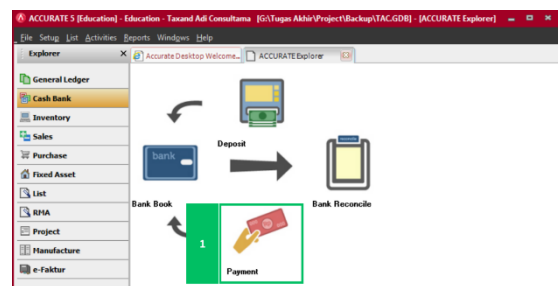 ACCURATE 5 [Education] - Education - Taxand Adi Consultama [G:\Tugas Akhir\Project\Backup\TAC.GDB] - [ACCURATE Explorer]
File Setup List Activities Reports Windows Help
Explorer X
Accurate Desktop Welcome... ACCURATE Explorer
General Ledger
Cash Bank
Inventory
Sales
Purchase
Fixed Asset
List
RMA
Project
Manufacture
e-Faktur
Deposit
bank
Bank Book
Bank Reconcile
1
Payment